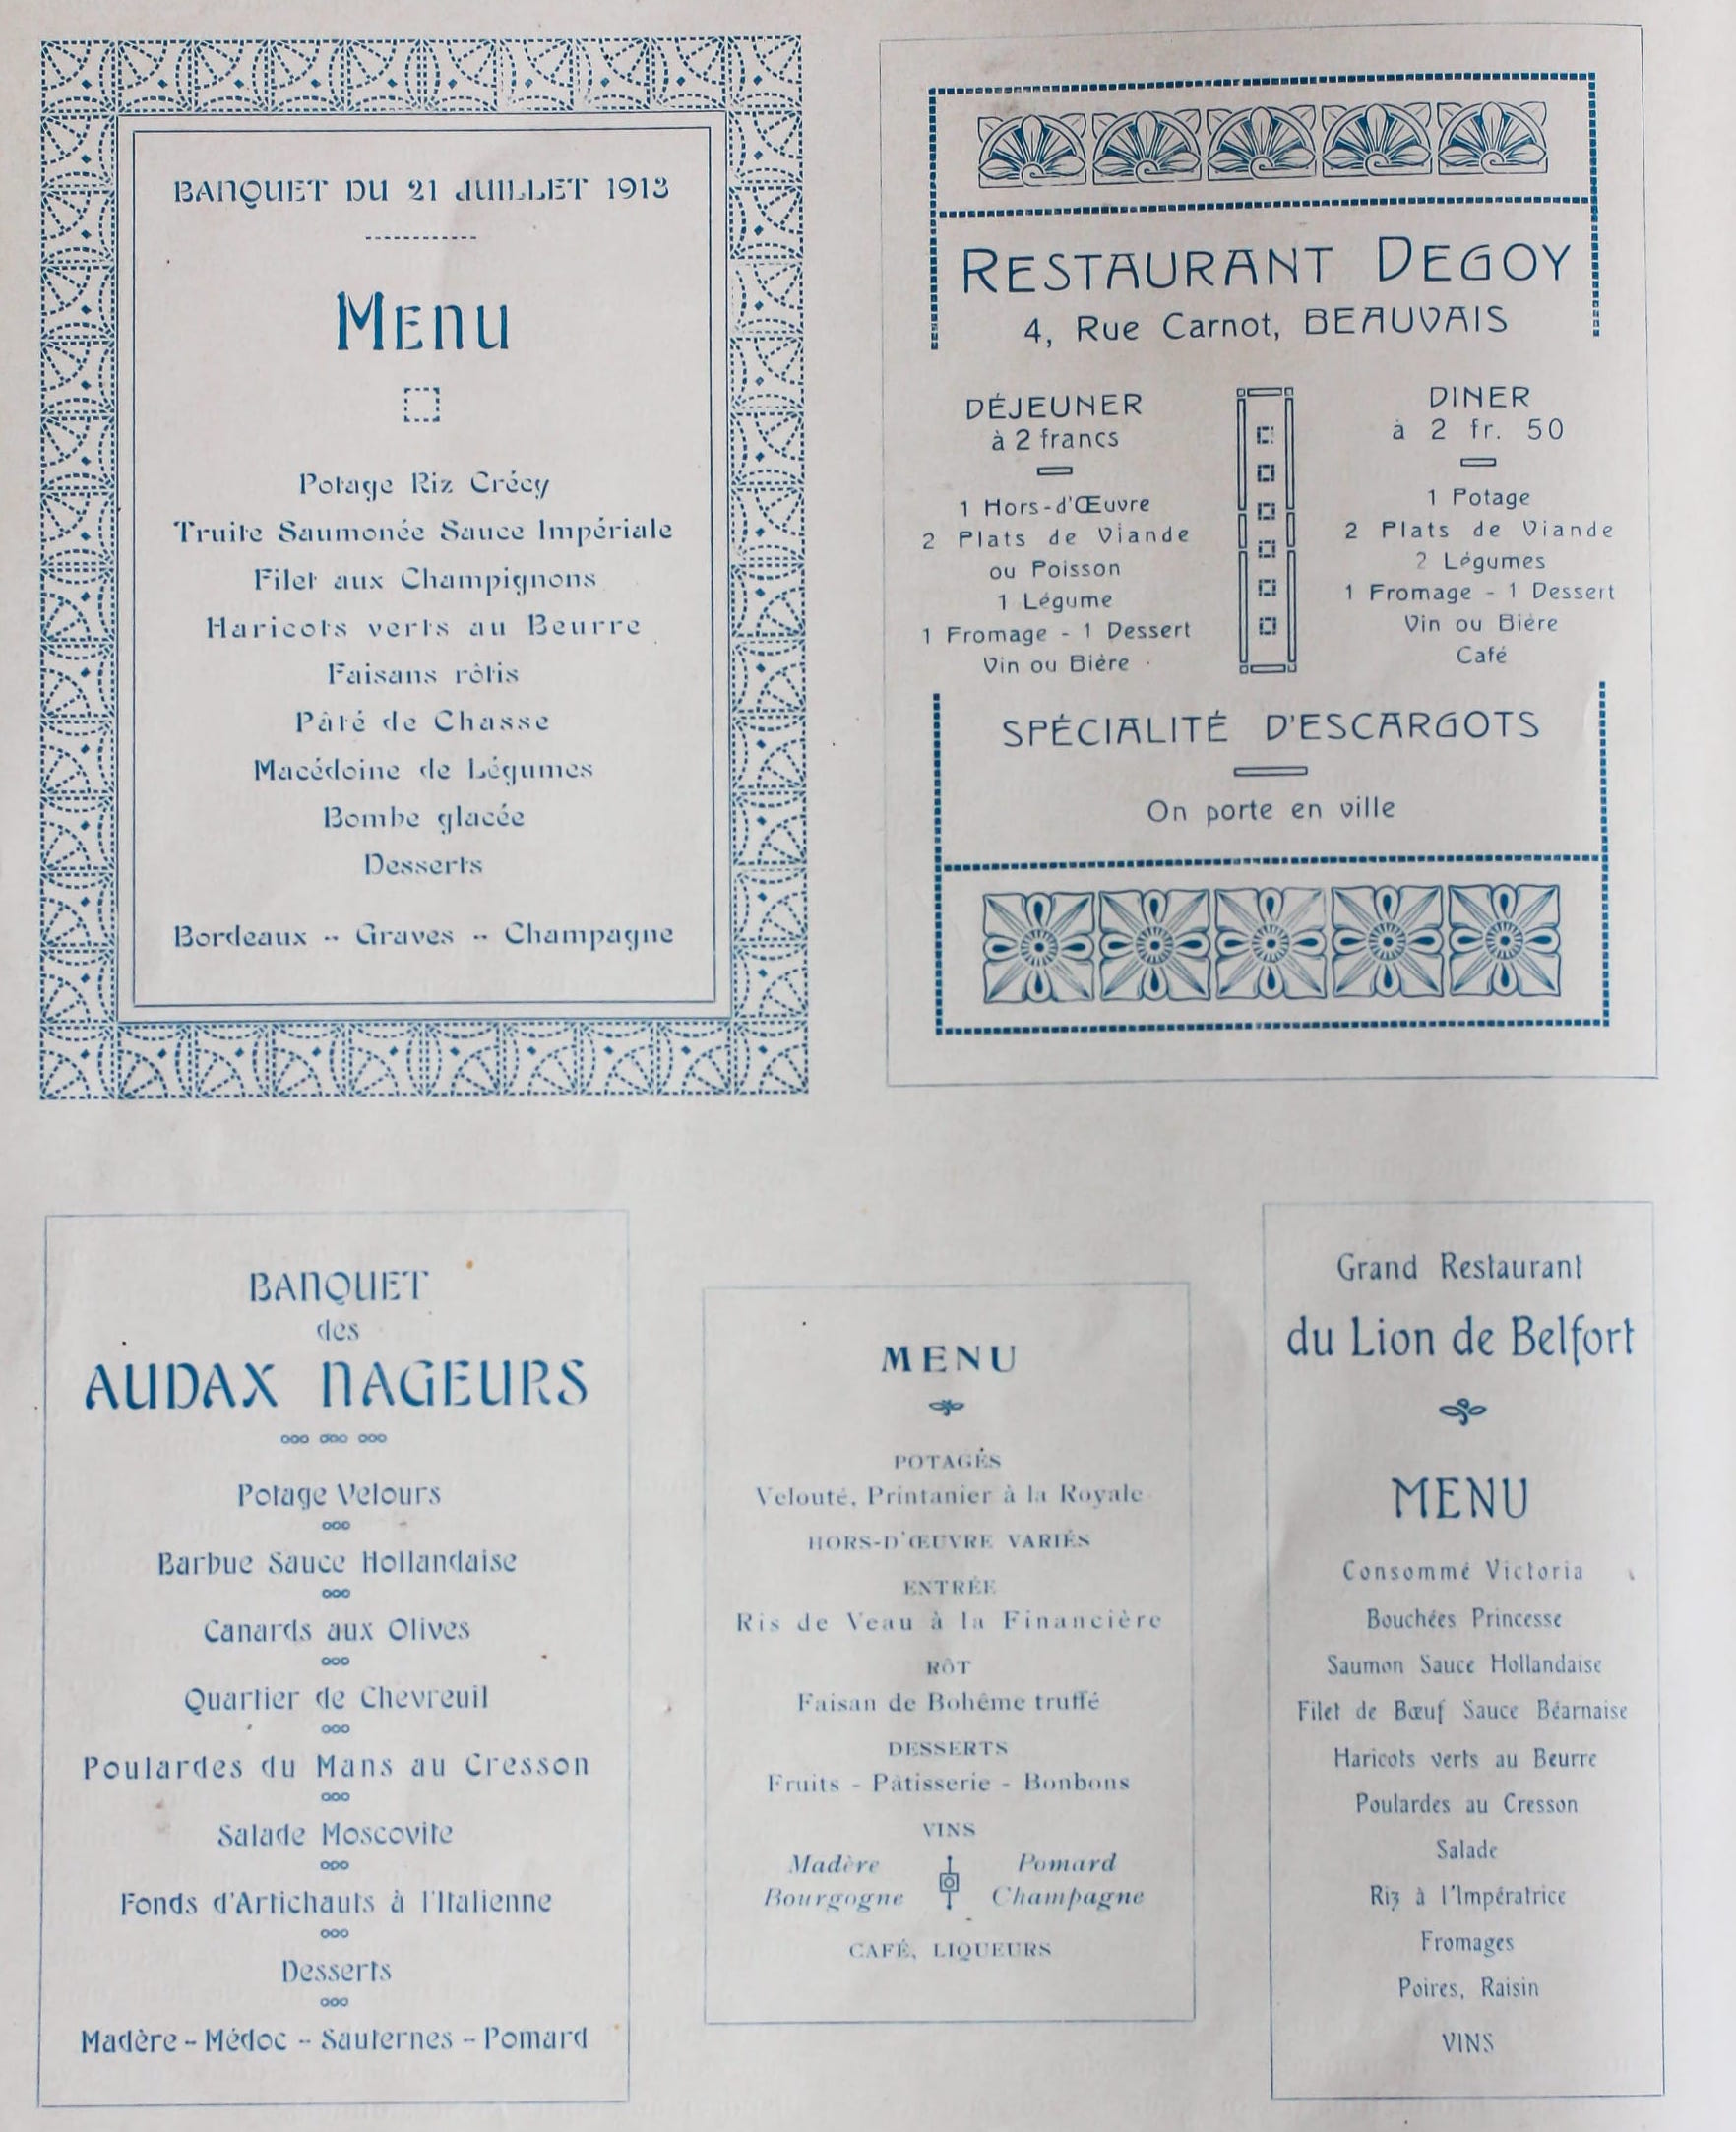 BANQUET DU 21 JUILLET 1913
MENU
Potage Riz Crécy
Truite Saumonée Sauce Impériale
Filet aux Champignons
Haricots verts au Beurre
Faisans rôtis
Pâté de Chasse
Macédoine de Légumes
Bombe glacée
Desserts
Bordeaux -- Graves -- Champagne
RESTAURANT DEGOY
4, Rue Carnot, BEAUVAIS
DÉJEUNER
à 2 francs
1 Hors-d'Œuvre
2 Plats de Viande
ou Poisson
1 Légume
1 Fromage - 1 Dessert
Vin ou Bière
DINER
à 2 fr. 50
1 Potage
2 Plats de Viande
2 Légumes
1 Fromage - 1 Dessert
Vin ou Bière
Café
SPÉCIALITÉ D'ESCARGOTS
On porte en ville
BANQUET
des
AUDAX NAGEURS
Potage Velours
Barbue Sauce Hollandaise
Canards aux Olives
Quartier de Chevreuil
Poulardes du Mans au Cresson
Salade Moscovite
Fonds d'Artichauts à l'Italienne
Desserts
Madère -- Médoc -- Sauternes -- Pomard
MENU
POTAGES
Velouté, Printanier à la Royale
HORS-D'ŒUVRE VARIÉS
ENTRÉE
Ris de Veau à la Financière
RÔT
Faisan de Bohême truffé
DESSERTS
Fruits - Pâtisserie - Bonbons
VINS
Madère Pomard
Bourgogne Champagne
CAFÉ, LIQUEURS
Grand Restaurant
du Lion de Belfort
MENU
Consommé Victoria
Bouchées Princesse
Saumon Sauce Hollandaise
Filet de Bœuf Sauce Béarnaise
Haricots verts au Beurre
Poulardes au Cresson
Salade
Riz à l'Impératrice
Fromages
Poires, Raisin
VINS